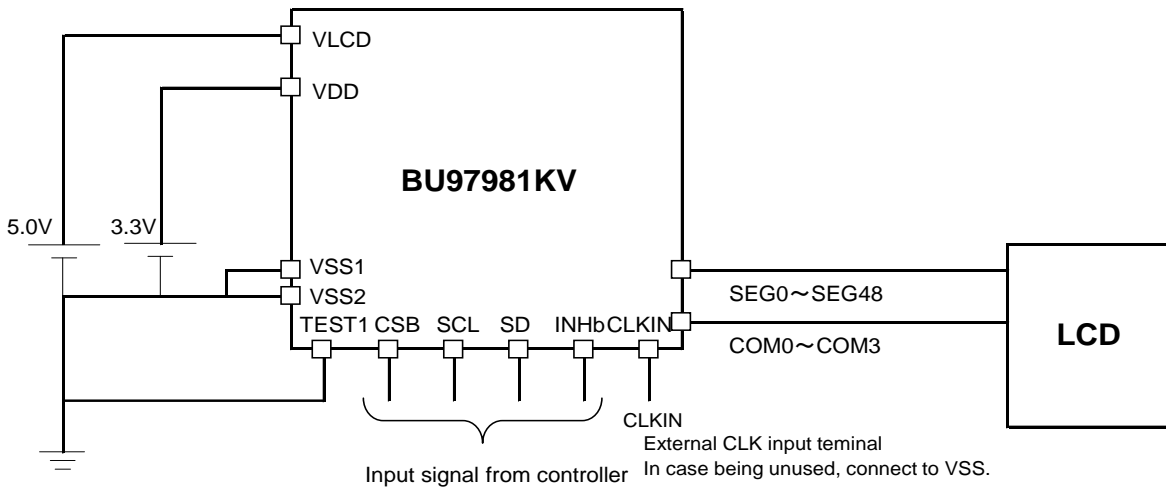 VLCD
VDD
BU97981KV
5.0V
3.3V
VSS1
VSS2
TEST1 CSB SCL SD INHb CLKIN
SEG0～SEG48
COM0～COM3
LCD
CLKIN
External CLK input teminal
In case being unused, connect to VSS.
Input signal from controller